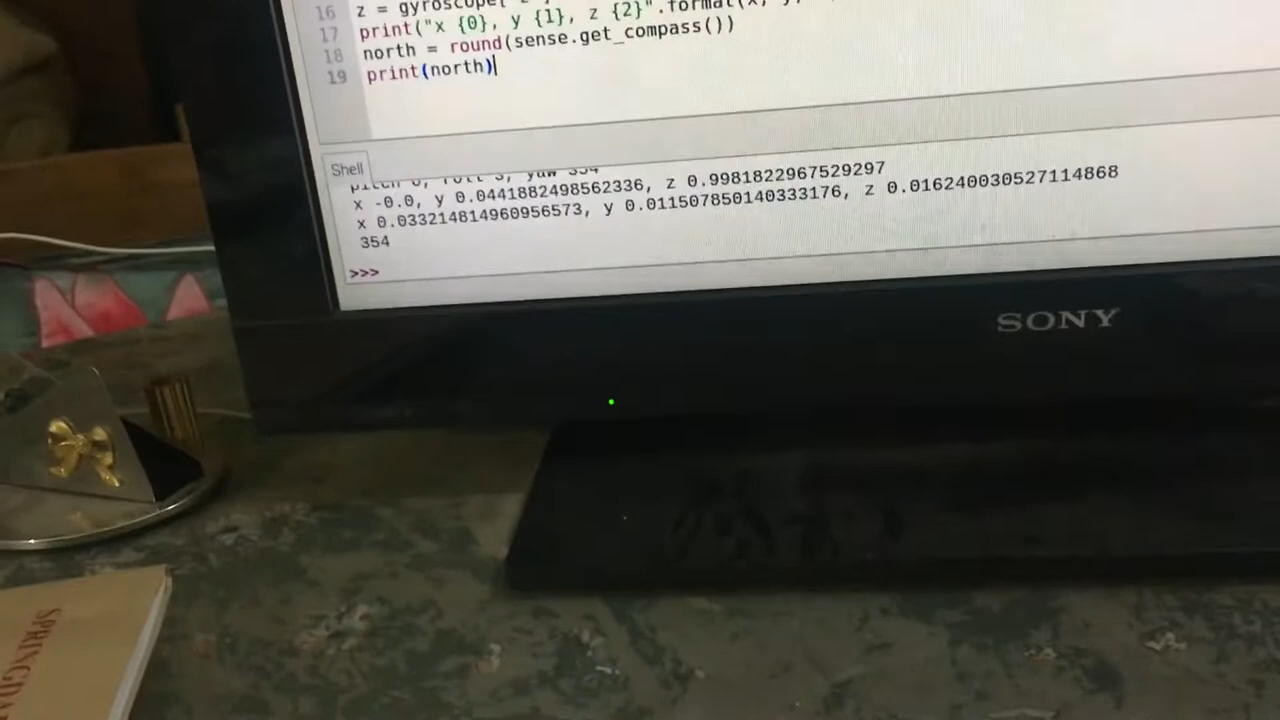 16 z = gyroscope[
17 print("x {0}, y {1}, z {2}".format(x, y,
18 north = round(sense.get_compass())
19 print(north)
Shell
x -0.0, y 0.0441882498562336, z 0.9981822967529297
x 0.033214814960956573, y 0.011507850140333176, z 0.016240030527114868
354
>>>
SONY